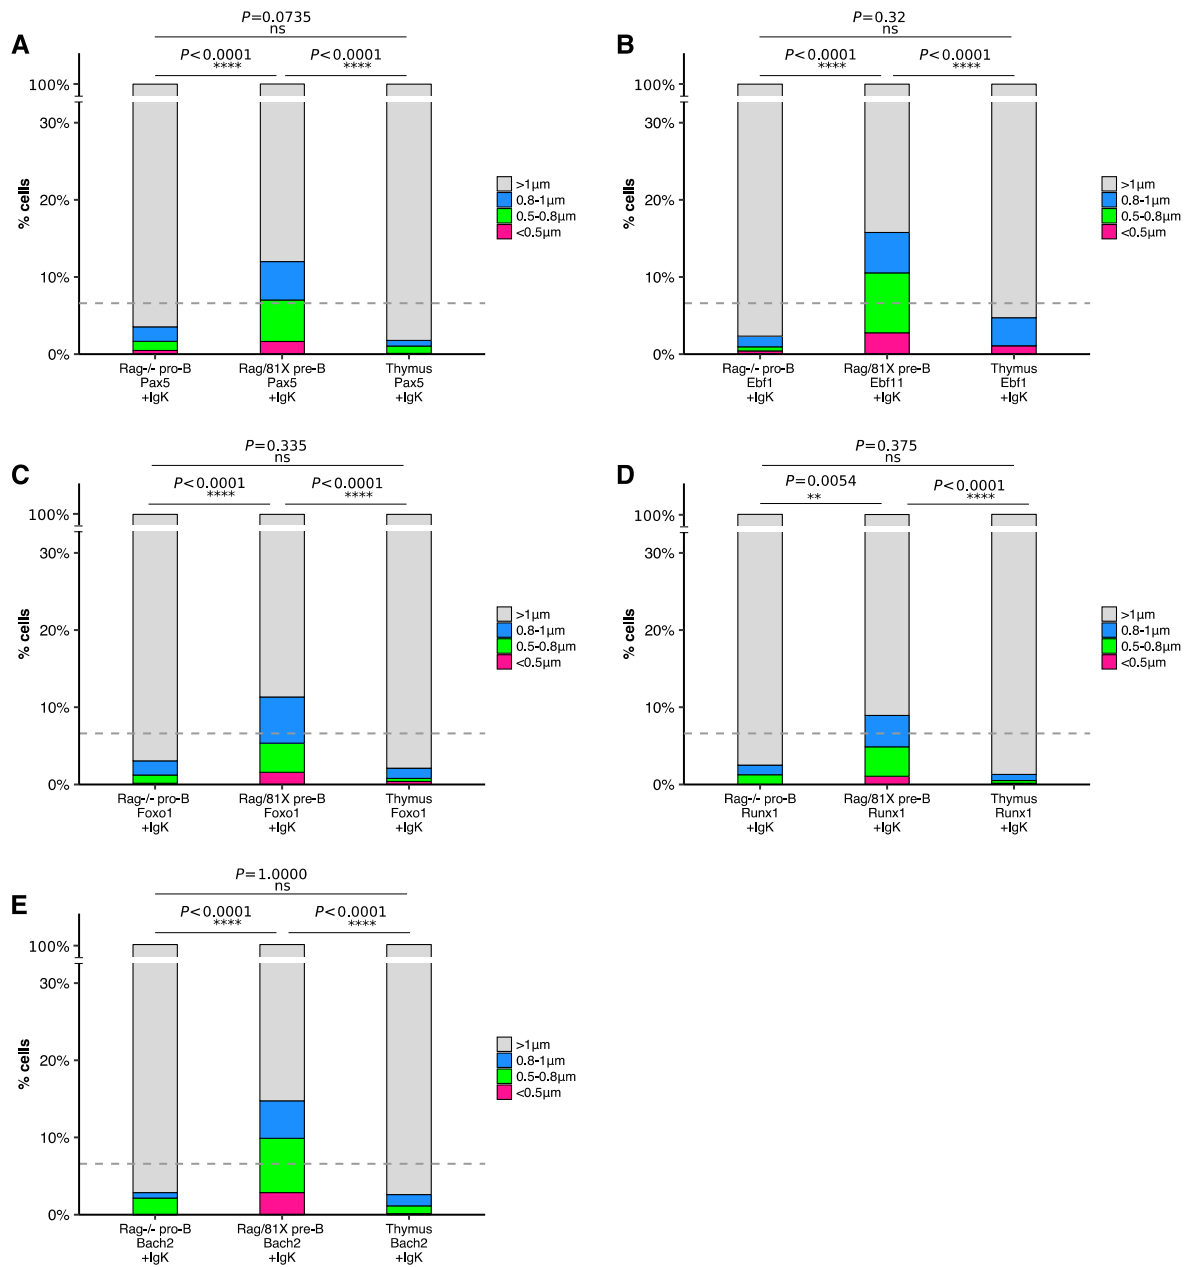 A
P=0.0735
ns
P<0.0001
****
P<0.0001
****
100%
30%
20%
10%
0%
% cells
>1µm
0.8-1µm
0.5-0.8µm
<0.5µm
Rag-/- pro-B
Pax5
+IgK
Rag/81X pre-B
Pax5
+IgK
Thymus
Pax5
+IgK
B
P=0.32
ns
P<0.0001
****
P<0.0001
****
100%
30%
20%
10%
0%
% cells
>1µm
0.8-1µm
0.5-0.8µm
<0.5µm
Rag-/- pro-B
Ebf1
+IgK
Rag/81X pre-B
Ebf11
+IgK
Thymus
Ebf1
+IgK
C
P=0.335
ns
P<0.0001
****
P<0.0001
****
100%
30%
20%
10%
0%
% cells
>1µm
0.8-1µm
0.5-0.8µm
<0.5µm
Rag-/- pro-B
Foxo1
+IgK
Rag/81X pre-B
Foxo1
+IgK
Thymus
Foxo1
+IgK
D
P=0.375
ns
P=0.0054
**
P<0.0001
****
100%
30%
20%
10%
0%
% cells
>1µm
0.8-1µm
0.5-0.8µm
<0.5µm
Rag-/- pro-B
Runx1
+IgK
Rag/81X pre-B
Runx1
+IgK
Thymus
Runx1
+IgK
E
P=1.0000
ns
P<0.0001
****
P<0.0001
****
100%
30%
20%
10%
0%
% cells
>1µm
0.8-1µm
0.5-0.8µm
<0.5µm
Rag-/- pro-B
Bach2
+IgK
Rag/81X pre-B
Bach2
+IgK
Thymus
Bach2
+IgK